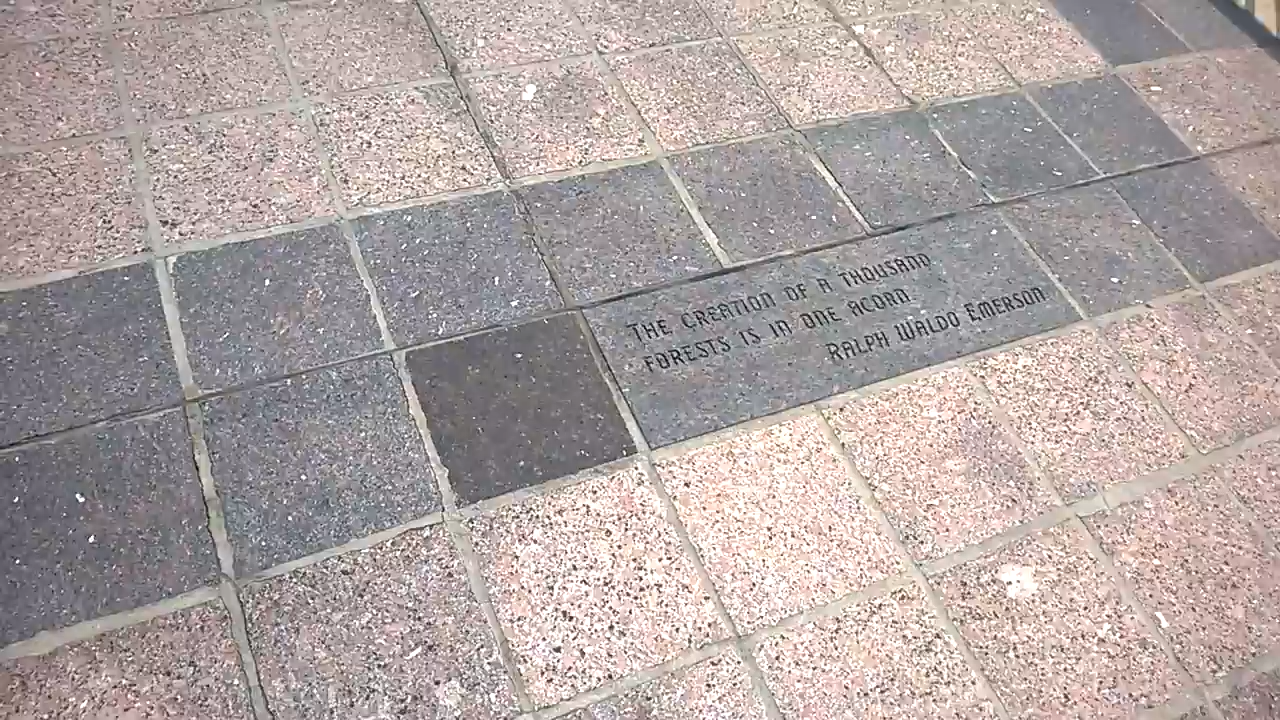 THE CREATION OF A THOUSAND
FORESTS IS IN ONE ACORN.
RALPH WALDO EMERSON